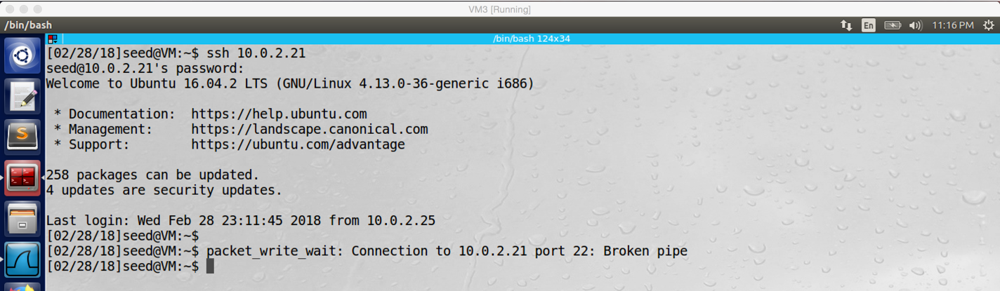 VM3 [Running]
/bin/bash
En
11:16 PM
/bin/bash 124x34
[02/28/18]seed@VM:~$ ssh 10.0.2.21
seed@10.0.2.21's password:
Welcome to Ubuntu 16.04.2 LTS (GNU/Linux 4.13.0-36-generic i686)
* Documentation:  https://help.ubuntu.com
* Management:     https://landscape.canonical.com
* Support:        https://ubuntu.com/advantage
258 packages can be updated.
4 updates are security updates.
Last login: Wed Feb 28 23:11:45 2018 from 10.0.2.25
[02/28/18]seed@VM:~$
[02/28/18]seed@VM:~$ packet_write_wait: Connection to 10.0.2.21 port 22: Broken pipe
[02/28/18]seed@VM:~$